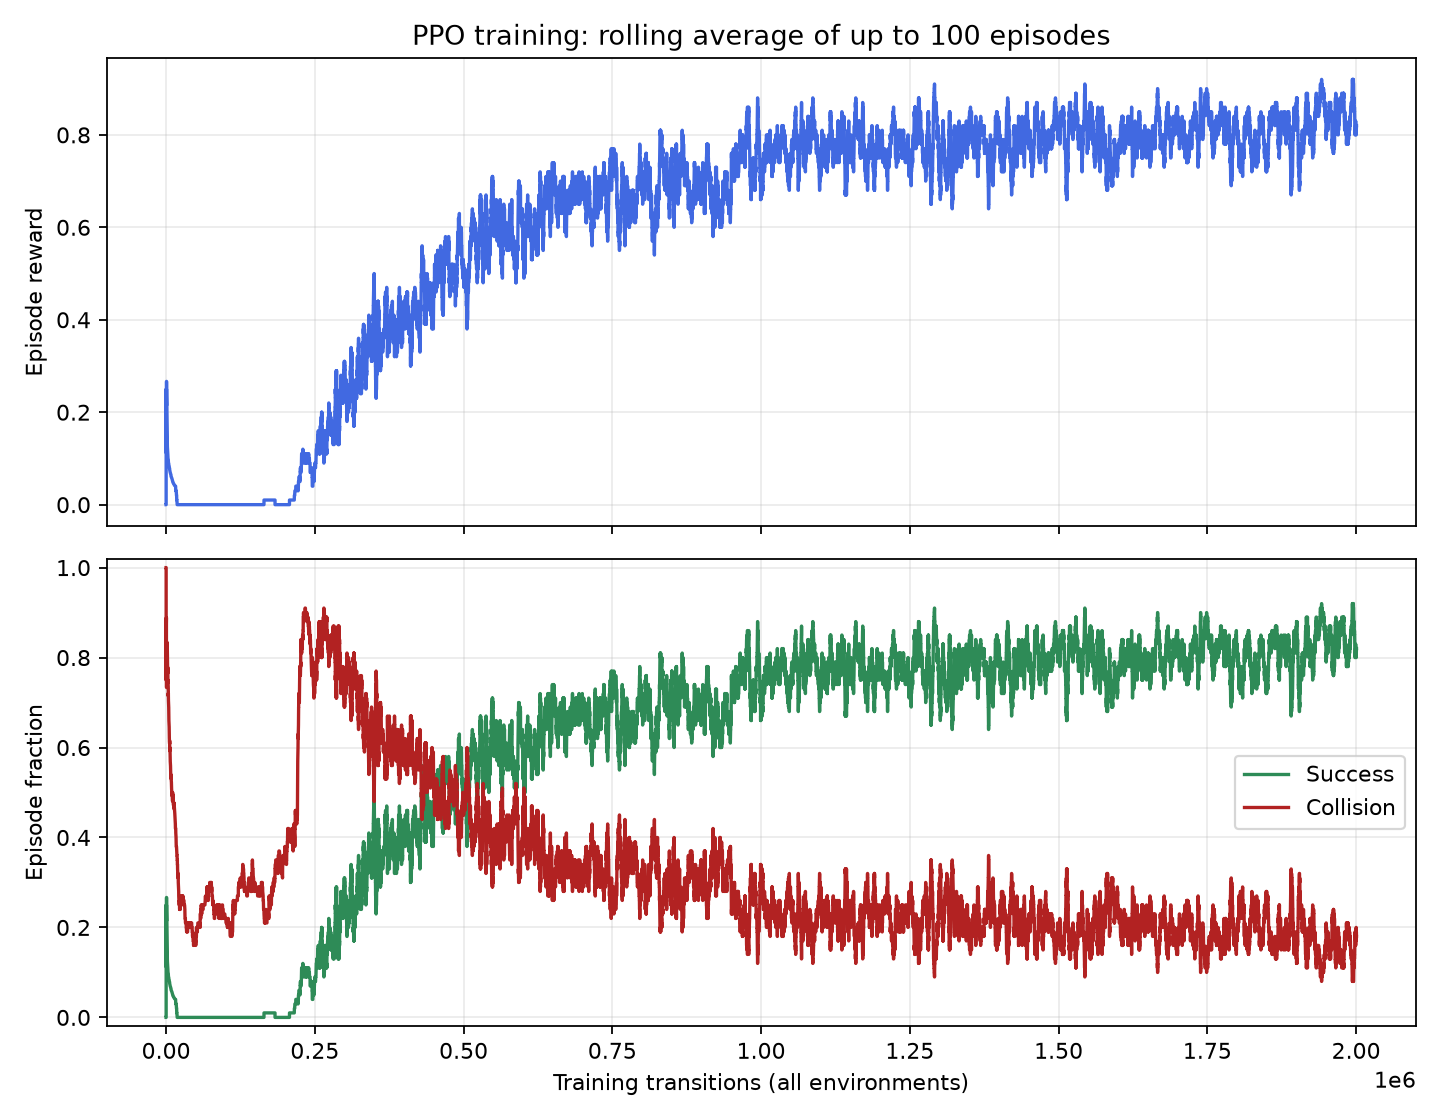 PPO training: rolling average of up to 100 episodes
Episode reward
0.8
0.6
0.4
0.2
0.0
Episode fraction
1.0
0.8
0.6
0.4
0.2
0.0
Success
Collision
0.00 0.25 0.50 0.75 1.00 1.25 1.50 1.75 2.00
1e6
Training transitions (all environments)